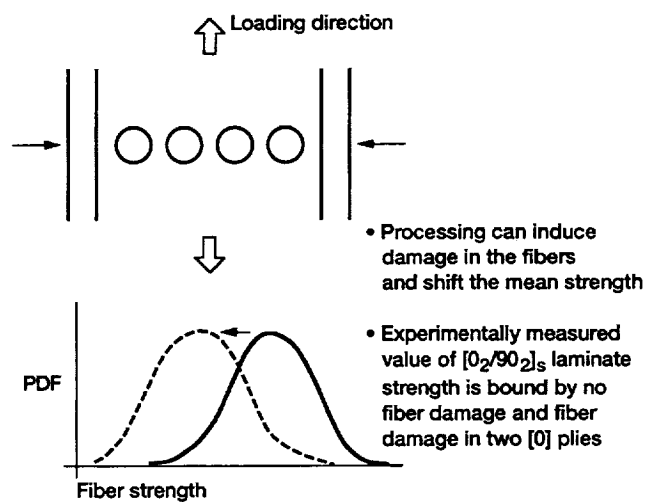 Loading direction
• Processing can induce
damage in the fibers
and shift the mean strength
• Experimentally measured
value of [0₂/90₂]ₛ laminate
strength is bound by no
fiber damage and fiber
damage in two [0] plies
PDF
Fiber strength